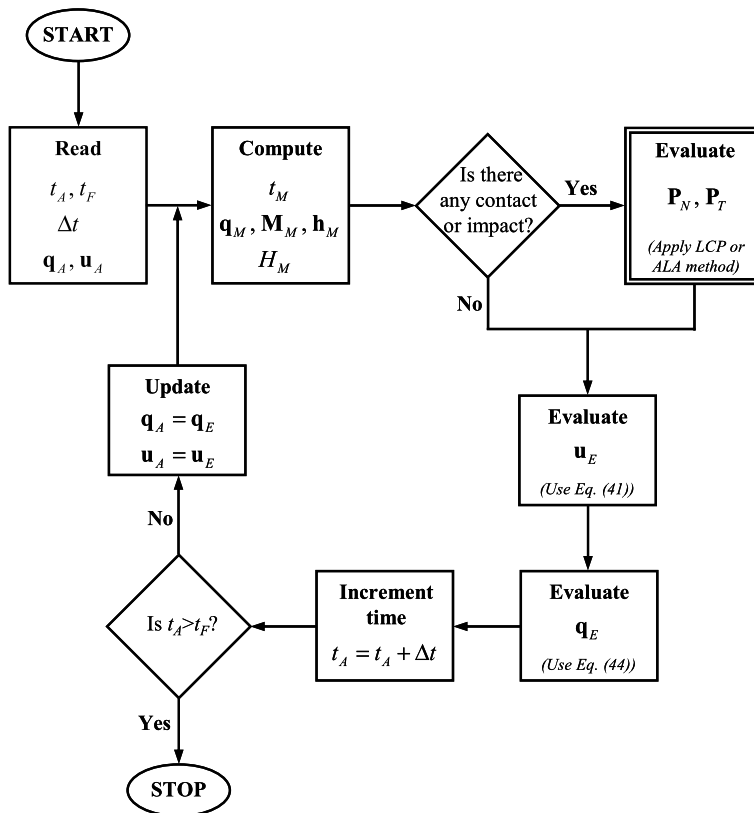 START
Read
t_A, t_F
Δt
q_A, u_A
Compute
t_M
q_M, M_M, h_M
H_M
Is there
any contact
or impact?
Yes
No
Evaluate
P_N, P_T
(Apply LCP or
ALA method)
Evaluate
u_E
(Use Eq. (41))
Evaluate
q_E
(Use Eq. (44))
Increment
time
t_A = t_A + Δt
Is t_A>t_F?
No
Yes
Update
q_A = q_E
u_A = u_E
STOP